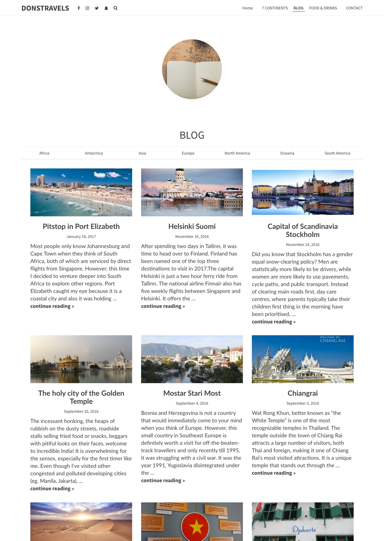 DONSTRAVELS
Home 7 CONTINENTS BLOG FOOD & DRINKS CONTACT
BLOG
Africa Antarctica Asia Europe North America Oceania South America
Pitstop in Port Elizabeth
January 18, 2017
Most people only know Johannesburg and
Cape Town when they think of South
Africa, both of which are serviced by direct
flights from Singapore. However, this time
I decided to venture deeper into South
Africa to explore other regions. Port
Elizabeth caught my eye because it is a
coastal city and also it was holding ...
continue reading »
Helsinki Suomi
November 16, 2016
After spending two days in Tallinn, it was
time to head over to Finland. Finland has
been named one of the top three
destinations to visit in 2017.The capital
Helsinki is just a two hour ferry ride from
Tallinn. The national airline Finnair also has
five weekly flights between Singapore and
Helsinki. It offers the ...
continue reading »
Capital of Scandinavia
Stockholm
November 14, 2016
Did you know that Stockholm has a gender
equal snow-clearing policy? Men are
statistically more likely to be drivers, while
women are more likely to use pavements,
cycle paths, and public transport. Instead
of clearing main roads first, day care
centres, where parents typically take their
children first thing in the morning have
been prioritised. ...
continue reading »
The holy city of the Golden
Temple
September 20, 2016
The incessant honking, the heaps of
rubbish on the dusty streets, roadside
stalls selling fried food or snacks, beggars
with pitiful looks on their faces, welcome
to incredible India! It is overwhelming for
the senses, especially for the first timer like
me. Even though I've visited other
congested and polluted developing cities
(eg. Manila, Jakarta), ...
continue reading »
Mostar Stari Most
September 4, 2016
Bosnia and Herzegovina is not a country
that would immediately come to your mind
when you think of Europe. However, this
small country in Southeast Europe is
definitely worth a visit for off-the-beaten-
track travellers and only recently till 1995,
it was struggling with a civil war. It was the
year 1991, Yugoslavia disintegrated under
the ...
continue reading »
CHIANG RAI
Chiangrai
September 3, 2016
Wat Rong Khun, better known as "the
White Temple" is one of the most
recognizable temples in Thailand. The
temple outside the town of Chiang Rai
attracts a large number of visitors, both
Thai and foreign, making it one of Chiang
Rai's most visited attractions. It is a unique
temple that stands out through the ...
continue reading »